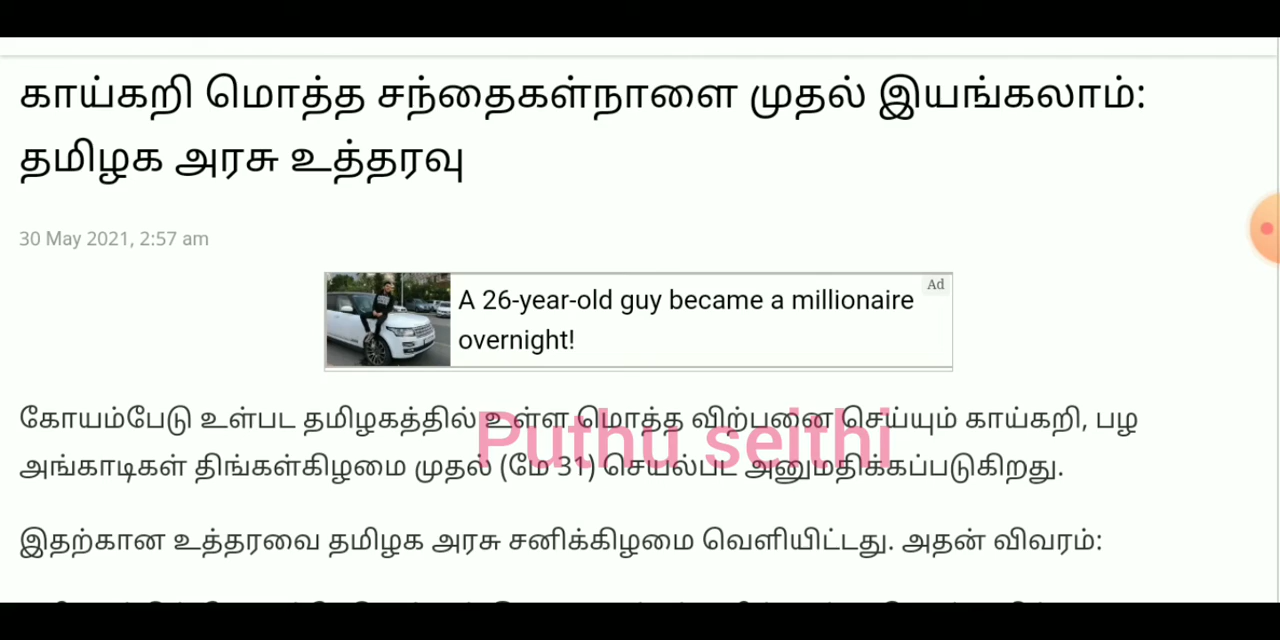 காய்கறி மொத்த சந்தைகள்நாளை முதல் இயங்கலாம்:
தமிழக அரசு உத்தரவு
30 May 2021, 2:57 am
Ad
A 26-year-old guy became a millionaire
overnight!
கோயம்பேடு உள்பட தமிழகத்தில் உள்ள மொத்த விற்பனை செய்யும் காய்கறி, பழ
Puthu seithi
அங்காடிகள் திங்கள்கிழமை முதல் (மே 31) செயல்பட அனுமதிக்கப்படுகிறது.
இதற்கான உத்தரவை தமிழக அரசு சனிக்கிழமை வெளியிட்டது. அதன் விவரம்: